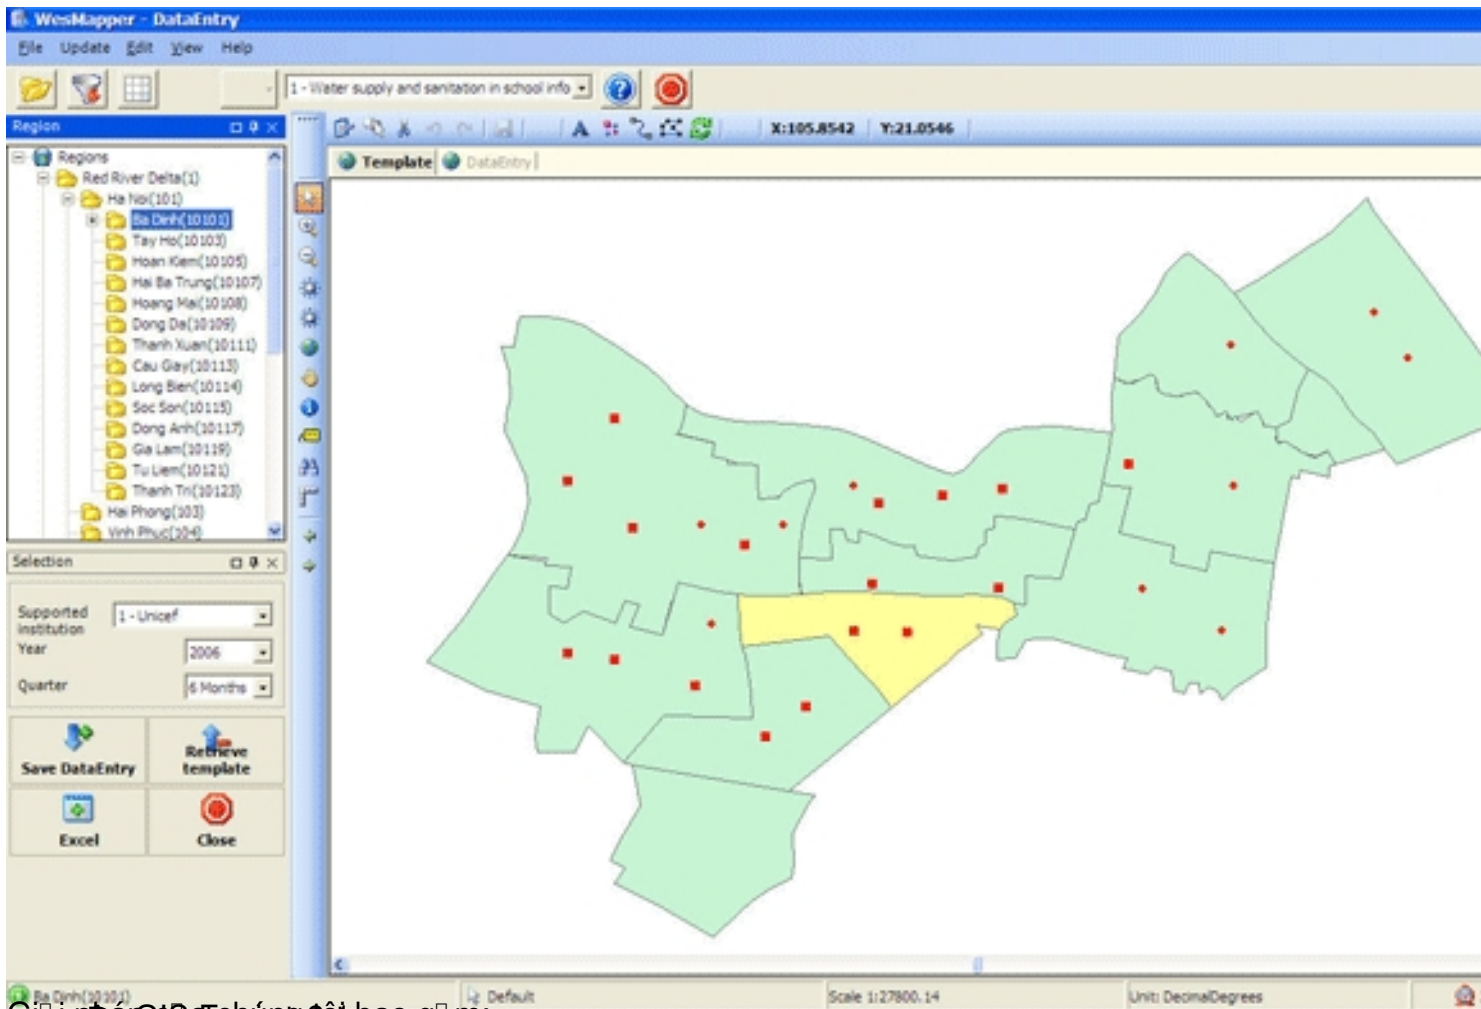 WesMapper - DataEntry
File Update Edit View Help
1 - Water supply and sanitation in school info
Region
X:105.8542 Y:21.0546
Template DataEntry
Regions
Red River Delta(1)
Ha Noi(101)
Ba Dinh(10101)
Tay Ho(10103)
Hoan Kiem(10105)
Hai Ba Trung(10107)
Hoang Mai(10108)
Dong Da(10109)
Thanh Xuan(10111)
Cau Giay(10113)
Long Bien(10114)
Soc Son(10115)
Dong Anh(10117)
Gia Lam(10119)
Tu Liem(10121)
Thanh Tri(10123)
Hai Phong(103)
Vinh Phuc(104)
Selection
Supported institution 1 - Unicef
Year 2006
Quarter 6 Months
Save DataEntry
Retrieve template
Excel
Close
Ba Dinh(10101) Default Scale 1:27800.14 Unit: DecimalDegrees